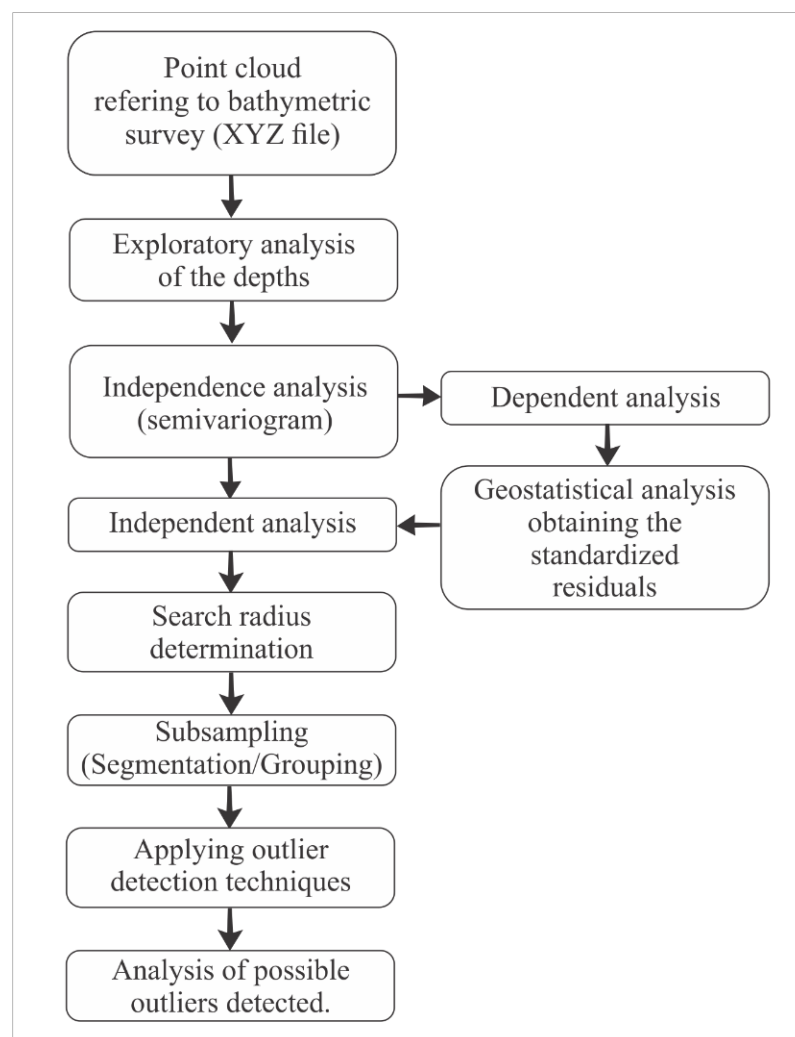 Point cloud
refering to bathymetric
survey (XYZ file)
Exploratory analysis
of the depths
Independence analysis
(semivariogram)
Dependent analysis
Independent analysis
Geostatistical analysis
obtaining the
standardized
residuals
Search radius
determination
Subsampling
(Segmentation/Grouping)
Applying outlier
detection techniques
Analysis of possible
outliers detected.